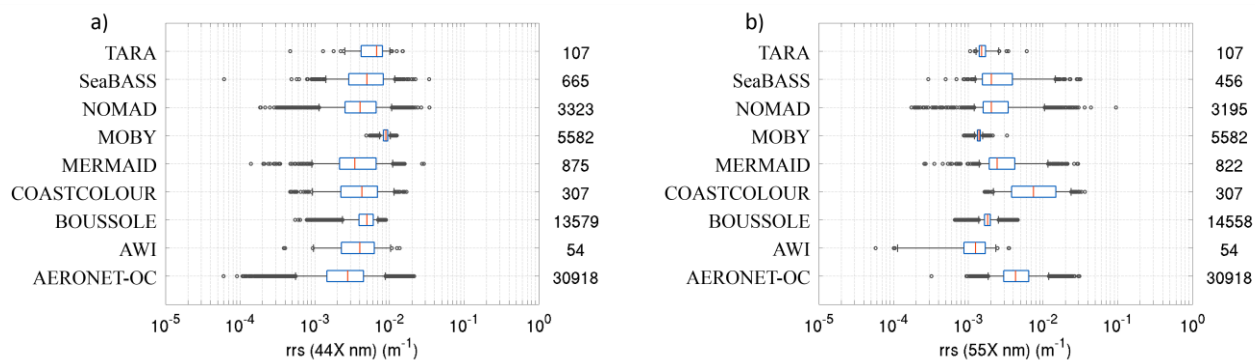 a)
TARA 107
SeaBASS 665
NOMAD 3323
MOBY 5582
MERMAID 875
COASTCOLOUR 307
BOUSSOLE 13579
AWI 54
AERONET-OC 30918
10^-5 10^-4 10^-3 10^-2 10^-1 10^0
rrs (44X nm) (m^-1)
b)
TARA 107
SeaBASS 456
NOMAD 3195
MOBY 5582
MERMAID 822
COASTCOLOUR 307
BOUSSOLE 14558
AWI 54
AERONET-OC 30918
10^-5 10^-4 10^-3 10^-2 10^-1 10^0
rrs (55X nm) (m^-1)